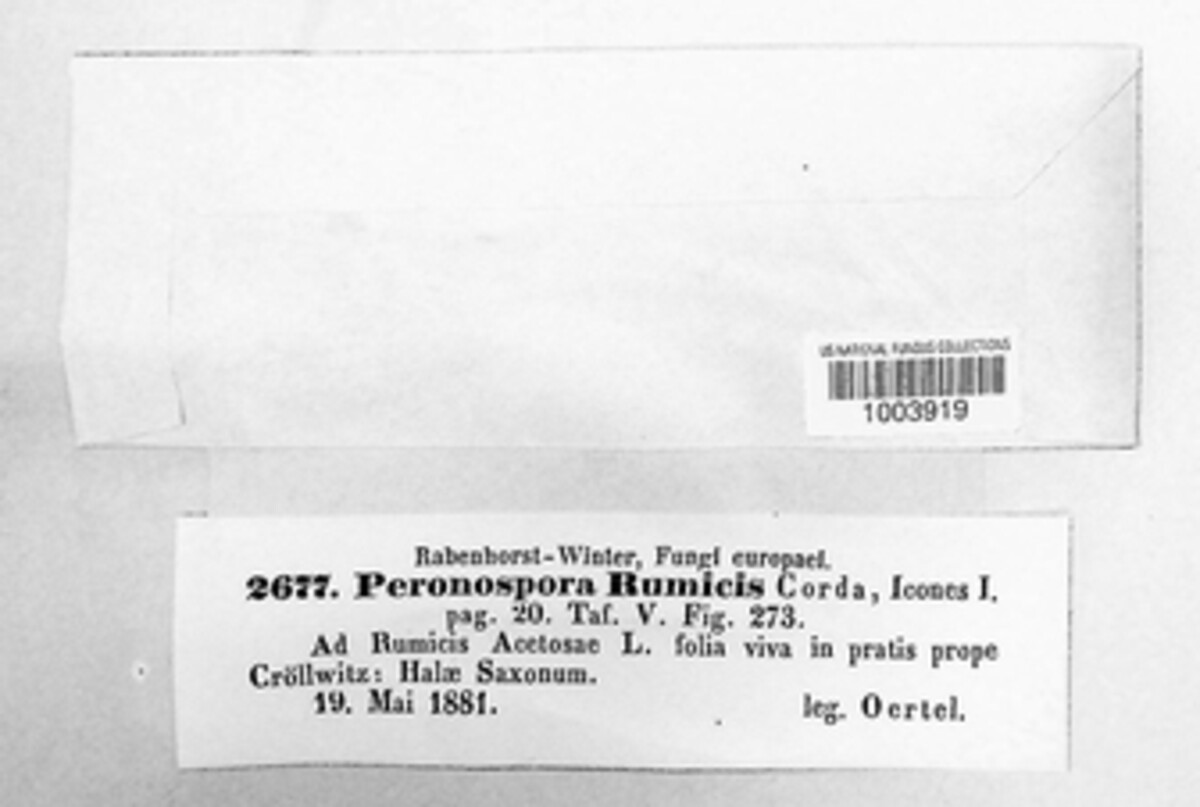 US NATIONAL FUNGUS COLLECTIONS
1003919
Rabenhorst-Winter, Fungi europaei.
2677. Peronospora Rumicis Corda, Icones I.
pag. 20. Taf. V. Fig. 273.
Ad Rumicis Acetosae L. folia viva in pratis prope
Cröllwitz: Halæ Saxonum.
19. Mai 1881. leg. Oertel.